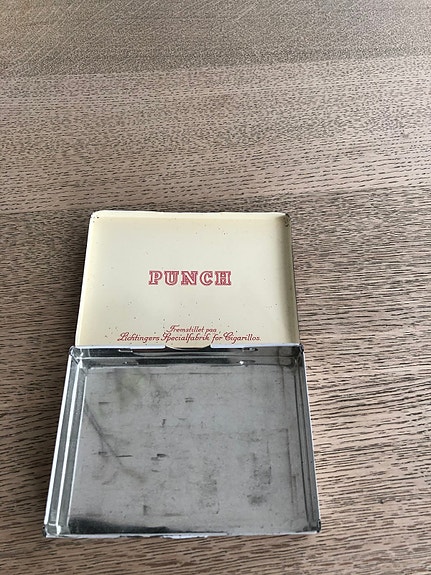 PUNCH
Fremstillet paa
Lichtingers Specialfabrik for Cigarillos